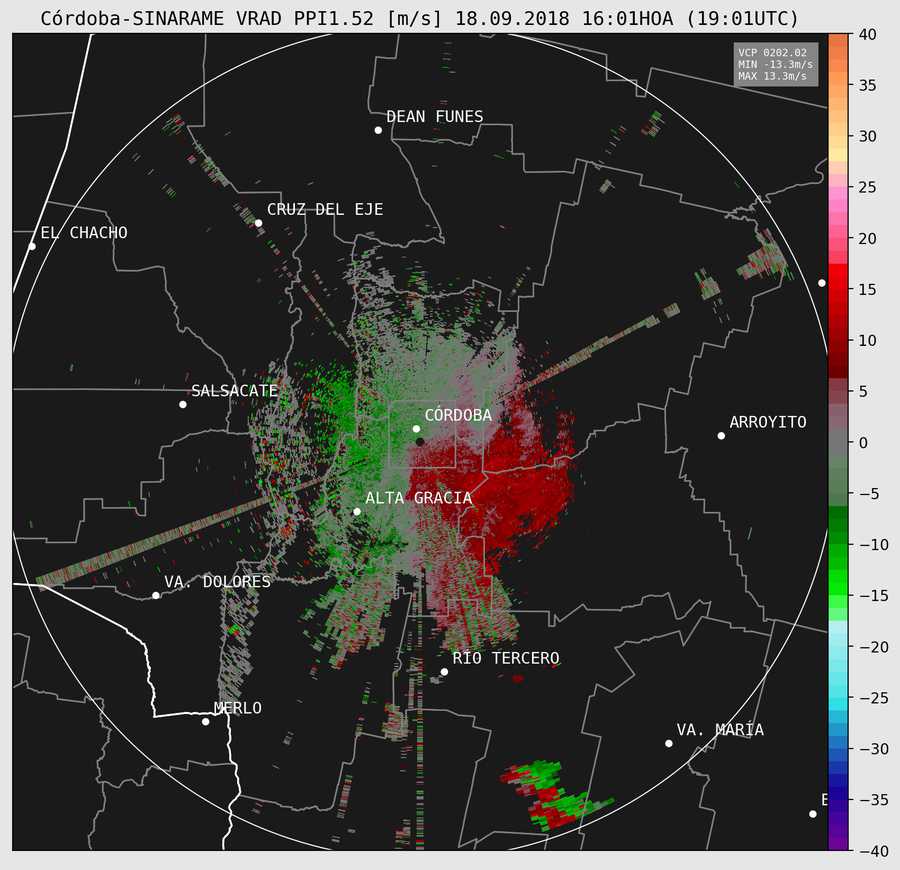 Córdoba-SINARAME VRAD PPI1.52 [m/s] 18.09.2018 16:01HOA (19:01UTC)
VCP 0202.02
MIN -13.3m/s
MAX 13.3m/s
40
35
30
25
20
15
10
5
0
−5
−10
−15
−20
−25
−30
−35
−40
DEAN FUNES
CRUZ DEL EJE
EL CHACHO
SALSACATE
CÓRDOBA
ARROYITO
ALTA GRACIA
VA. DOLORES
RÍO TERCERO
MERLO
VA. MARÍA